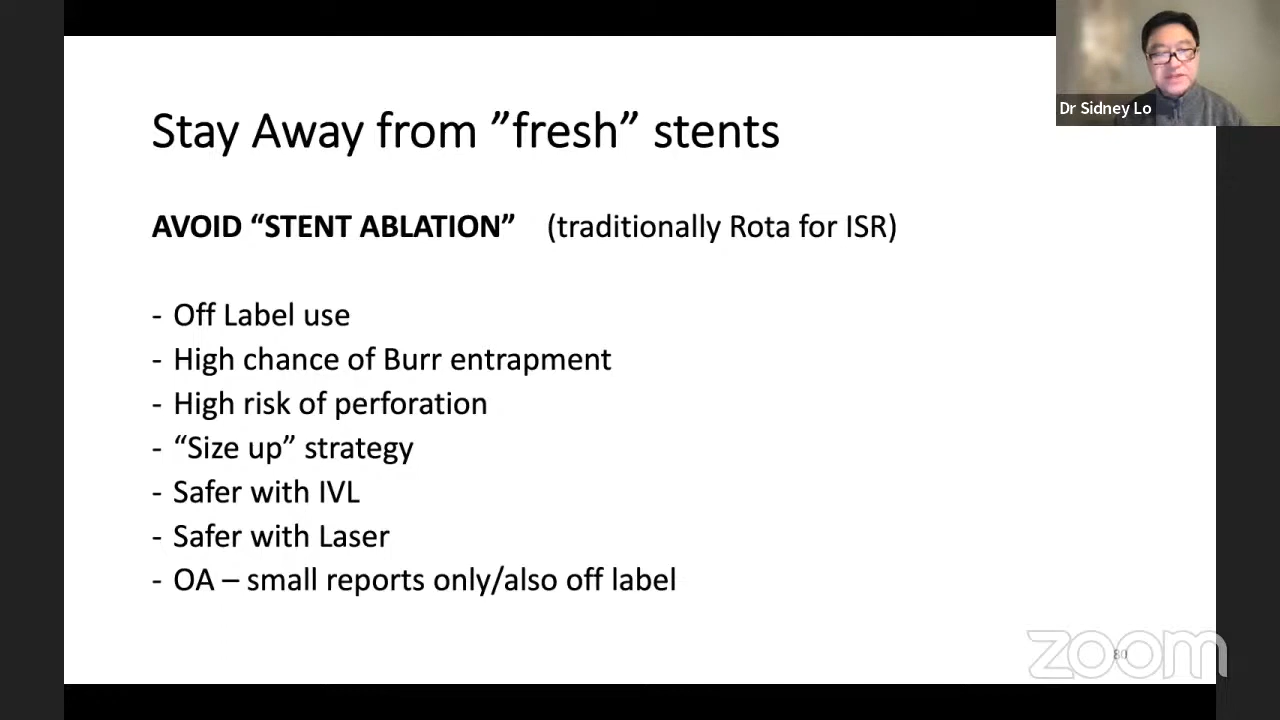 Dr Sidney Lo
Stay Away from ”fresh” stents
AVOID “STENT ABLATION” (traditionally Rota for ISR)
- Off Label use
- High chance of Burr entrapment
- High risk of perforation
- “Size up” strategy
- Safer with IVL
- Safer with Laser
- OA – small reports only/also off label
80
zoom